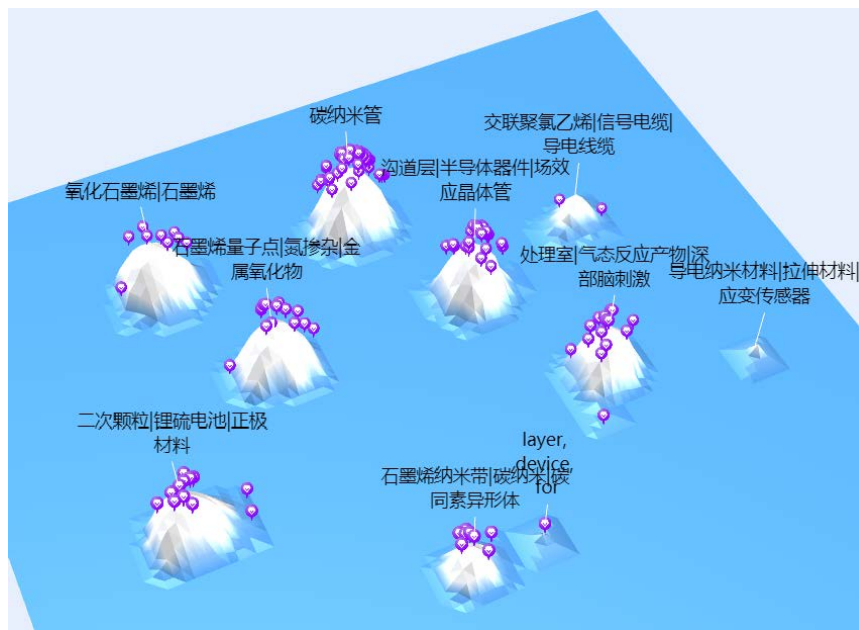 碳纳米管
交联聚氯乙烯|信号电缆|
导电线缆
沟道层|半导体器件|场效
应晶体管
氧化石墨烯|石墨烯
石墨烯量子点|氮掺杂|金
属氧化物
处理室|气态反应产物|深
部脑刺激
导电纳米材料|拉伸材料|
应变传感器
二次颗粒|锂硫电池|正极
材料
layer,
device,
for
石墨烯纳米带|碳纳米|碳
同素异形体